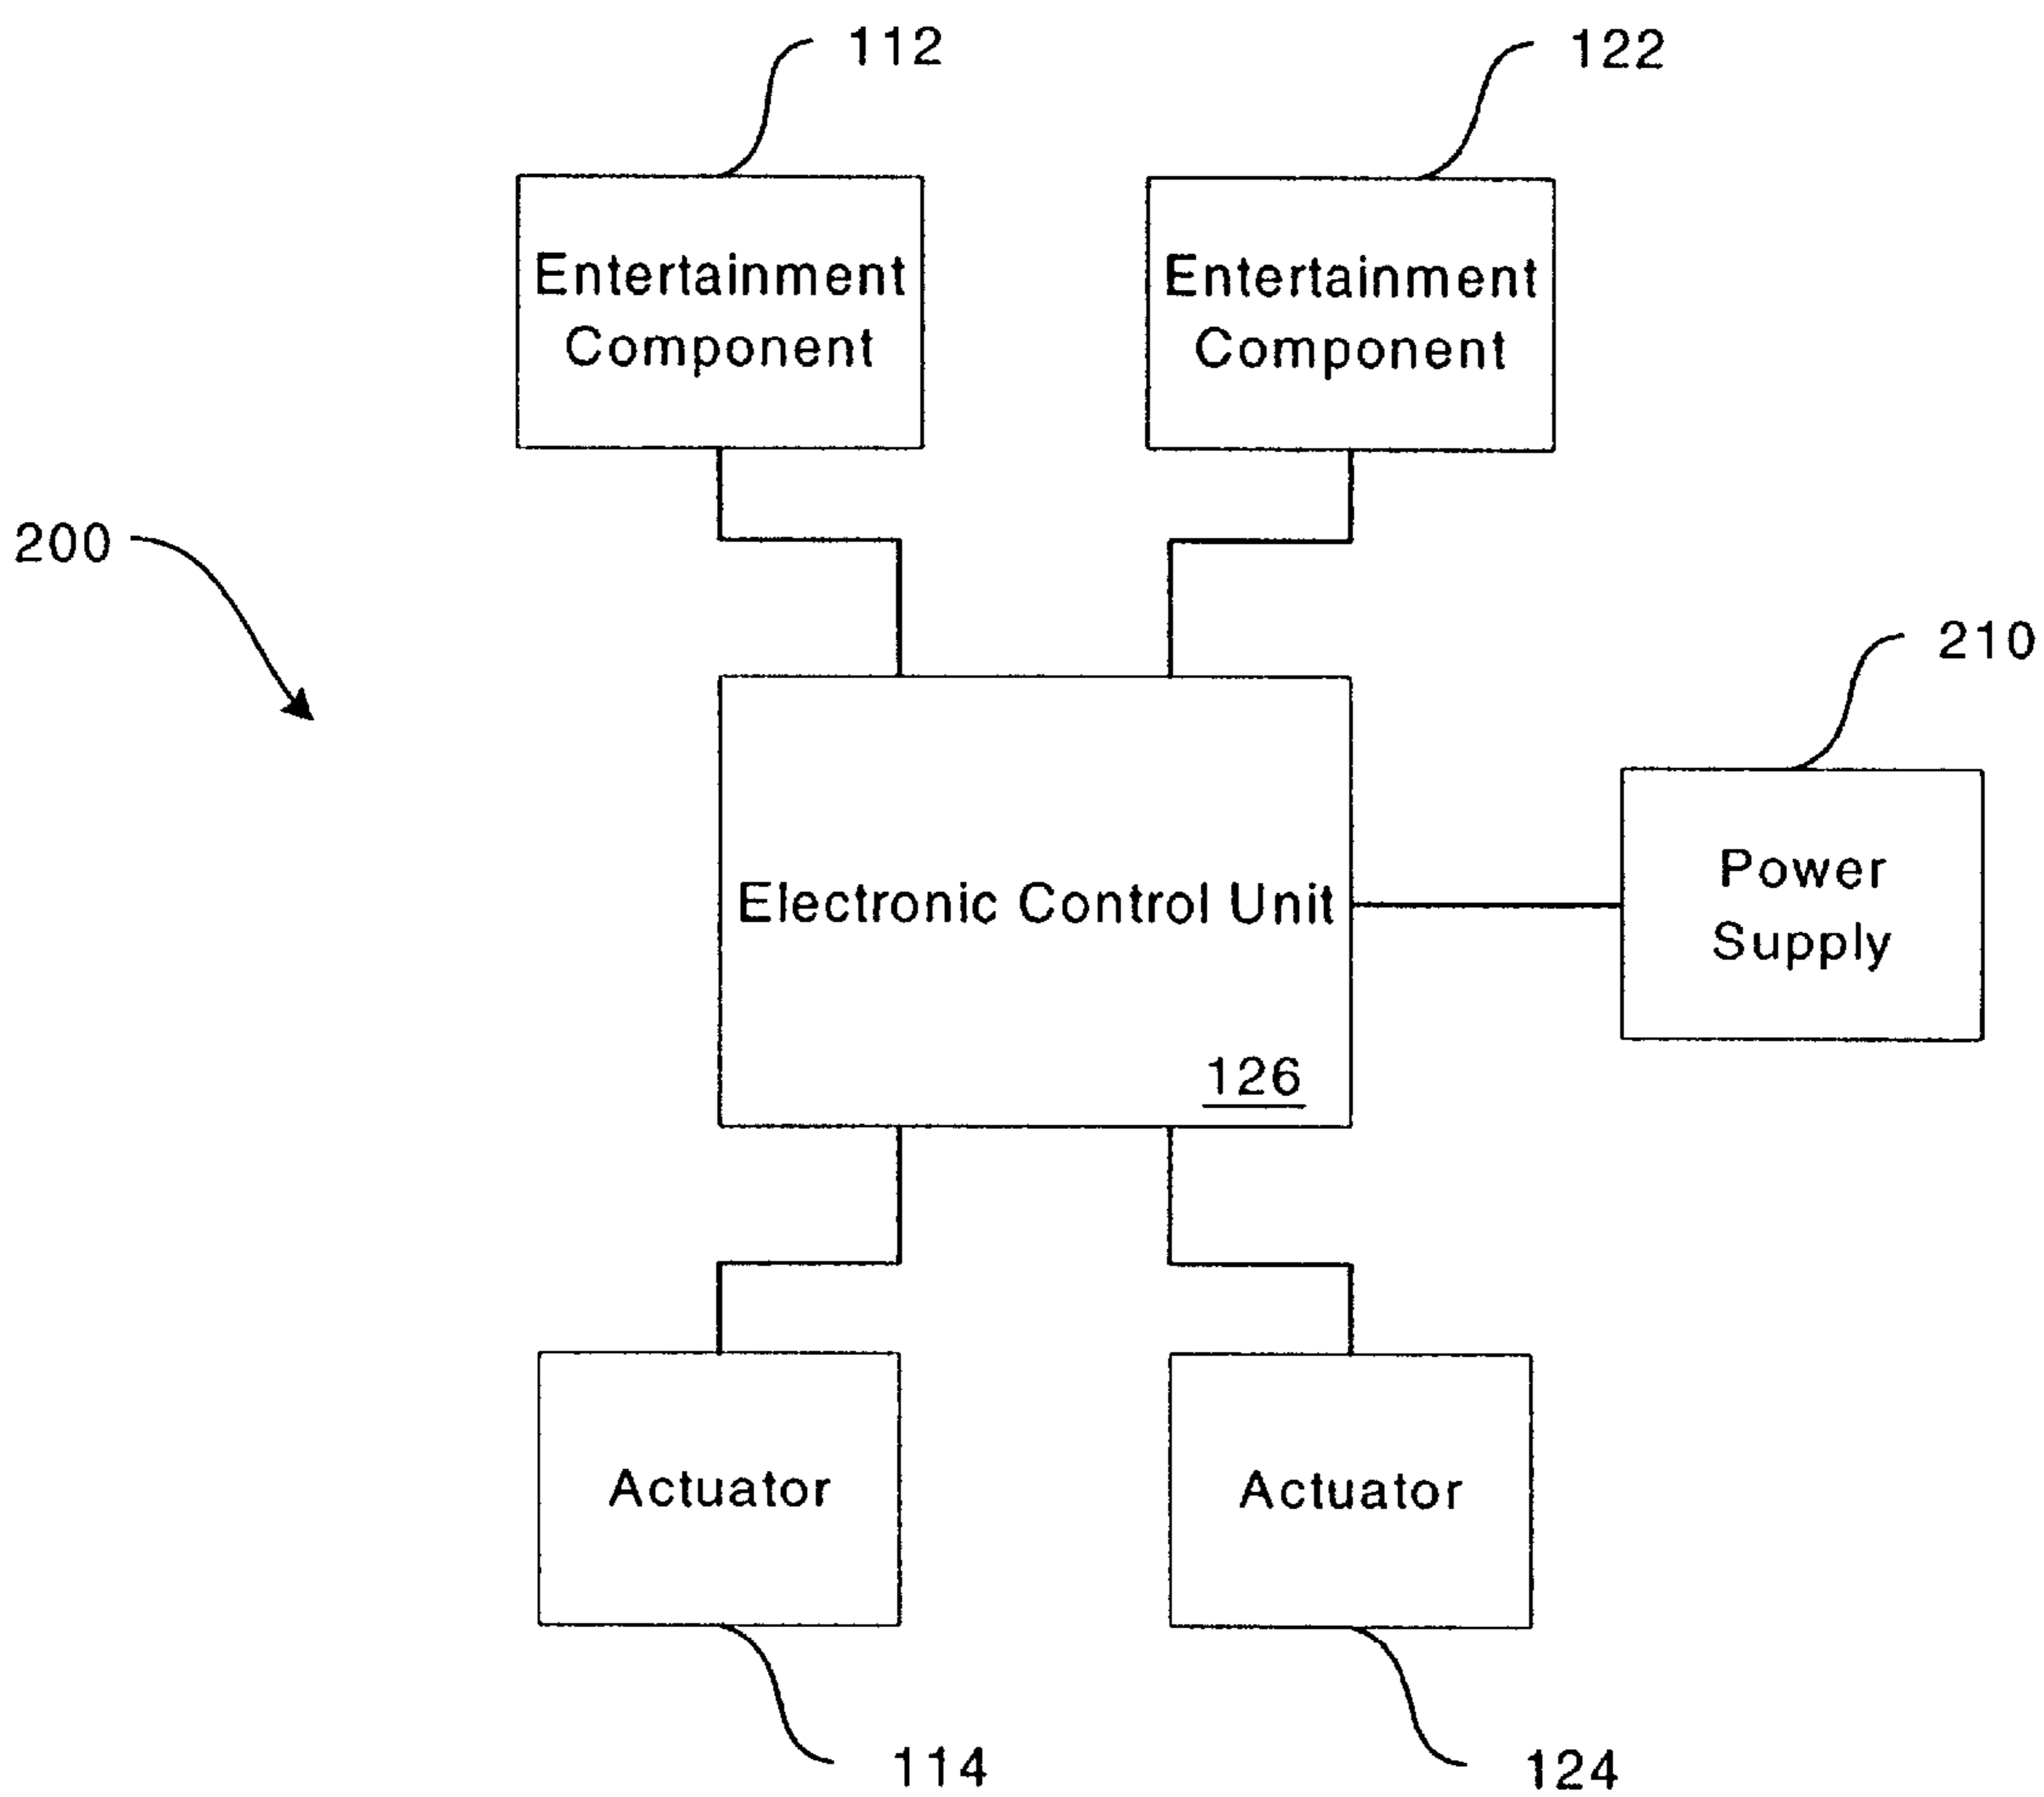 112
122
Entertainment
Component
Entertainment
Component
200
210
Electronic Control Unit
126
Power
Supply
Actuator
Actuator
114
124